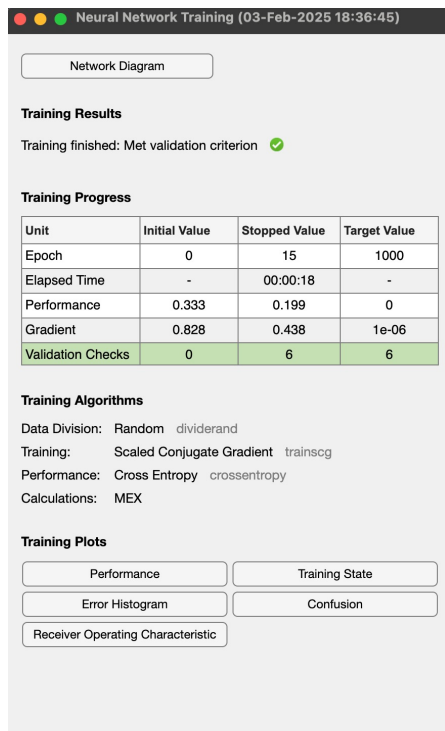 Neural Network Training (03-Feb-2025 18:36:45)
Network Diagram
Training Results
Training finished: Met validation criterion
Training Progress
Unit Initial Value Stopped Value Target Value
Epoch 0 15 1000
Elapsed Time - 00:00:18 -
Performance 0.333 0.199 0
Gradient 0.828 0.438 1e-06
Validation Checks 0 6 6
Training Algorithms
Data Division: Random dividerand
Training: Scaled Conjugate Gradient trainscg
Performance: Cross Entropy crossentropy
Calculations: MEX
Training Plots
Performance Training State
Error Histogram Confusion
Receiver Operating Characteristic